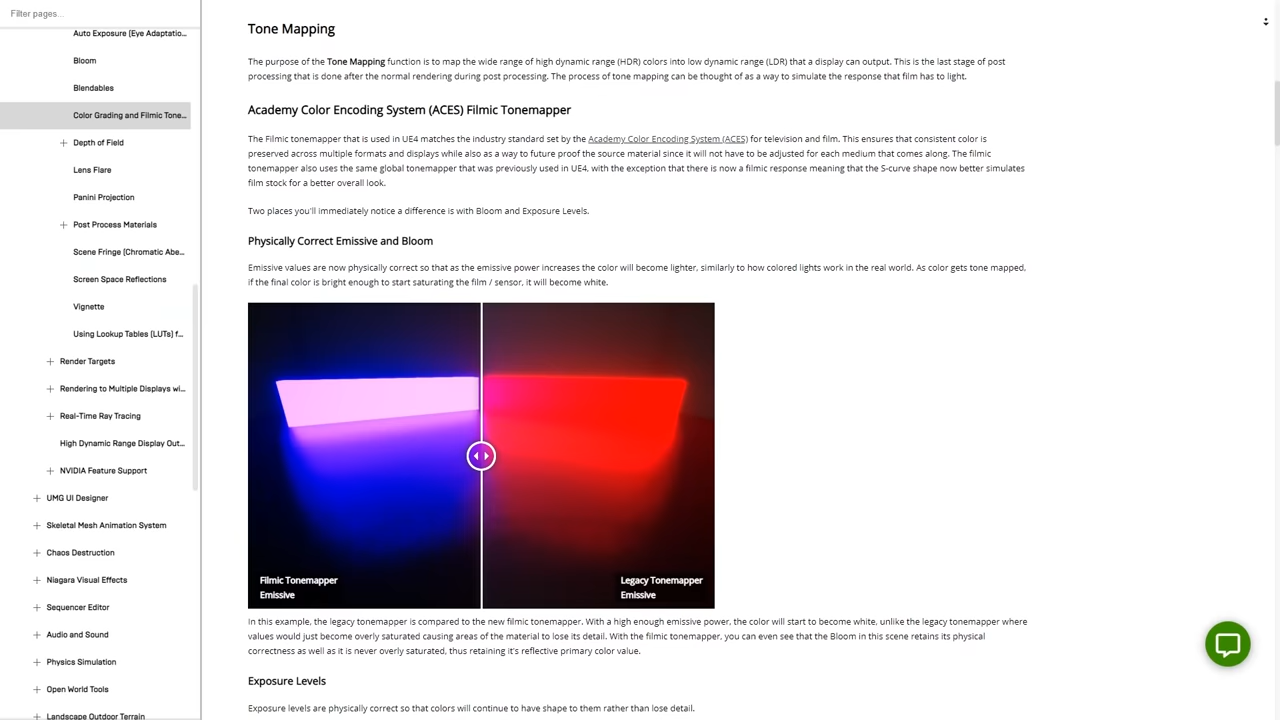 Filter pages...
Auto Exposure (Eye Adaptatio...
Bloom
Blendables
Color Grading and Filmic Tone...
Depth of Field
Lens Flare
Panini Projection
Post Process Materials
Scene Fringe (Chromatic Abe...
Screen Space Reflections
Vignette
Using Lookup Tables (LUTs) f...
Render Targets
Rendering to Multiple Displays wi...
Real-Time Ray Tracing
High Dynamic Range Display Out...
NVIDIA Feature Support
UMG UI Designer
Skeletal Mesh Animation System
Chaos Destruction
Niagara Visual Effects
Sequencer Editor
Audio and Sound
Physics Simulation
Open World Tools
Landscape Outdoor Terrain
Tone Mapping
The purpose of the Tone Mapping function is to map the wide range of high dynamic range (HDR) colors into low dynamic range (LDR) that a display can output. This is the last stage of post
processing that is done after the normal rendering during post processing. The process of tone mapping can be thought of as a way to simulate the response that film has to light.
Academy Color Encoding System (ACES) Filmic Tonemapper
The Filmic tonemapper that is used in UE4 matches the industry standard set by the Academy Color Encoding System (ACES) for television and film. This ensures that consistent color is
preserved across multiple formats and displays while also as a way to future proof the source material since it will not have to be adjusted for each medium that comes along. The filmic
tonemapper also uses the same global tonemapper that was previously used in UE4. with the exception that there is now a filmic response meaning that the S-curve shape now better simulates
film stock for a better overall look.
Two places you'll immediately notice a difference is with Bloom and Exposure Levels.
Physically Correct Emissive and Bloom
Emissive values are now physically correct so that as the emissive power increases the color will become lighter, similarly to how colored lights work in the real world. As color gets tone mapped,
if the final color is bright enough to start saturating the film / sensor, it will become white.
Filmic Tonemapper
Emissive
Legacy Tonemapper
Emissive
In this example, the legacy tonemapper is compared to the new filmic tonemapper. With a high enough emissive power, the color will start to become white, unlike the legacy tonemapper where
values would just become overly saturated causing areas of the material to lose its detail. With the filmic tonemapper, you can even see that the Bloom in this scene retains its physical
correctness as well as it is never overly saturated, thus retaining it's reflective primary color value.
Exposure Levels
Exposure levels are physically correct so that colors will continue to have shape to them rather than lose detail.